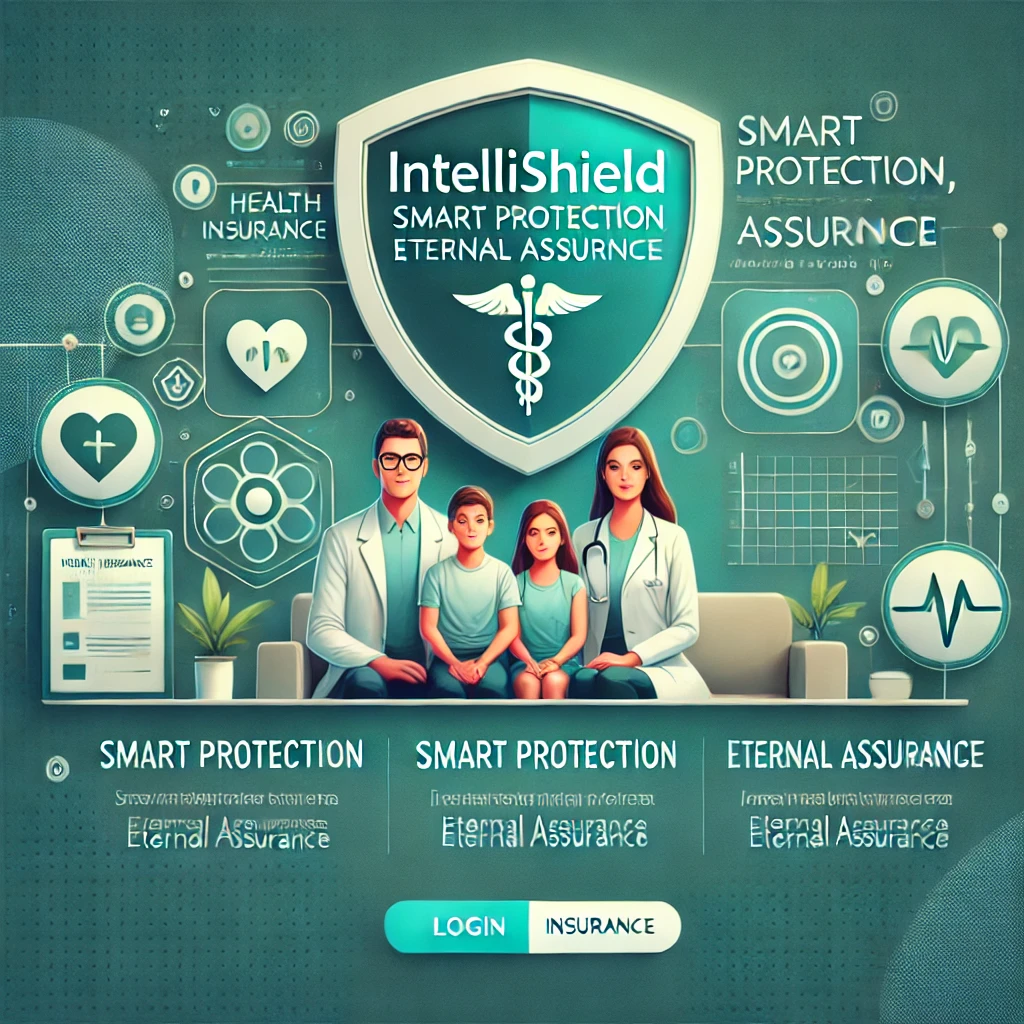 IntelliShield
SMART PROTECTION
ETERNAL ASSURNCE
HEALTH
INSURANCE
SMART
PROTECTION,
ASSURNCE
SMART PROTECTION
Eternal Assurance
SMART PROTECTION
Eternal Assurance
ETERNAL ASSURANCE
Eternal Assurance
LOGIN
INSURANCE